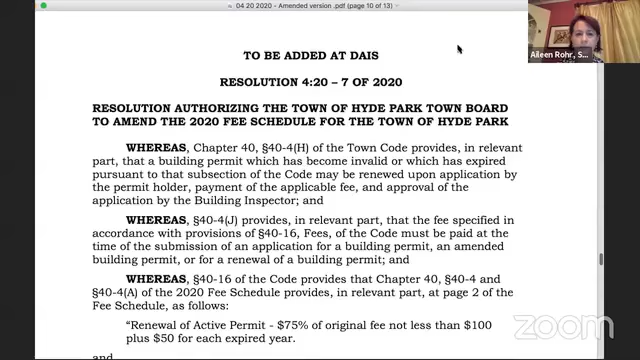 04 20 2020 - Amended version .pdf (page 10 of 13)
Aileen Rohr, S...
TO BE ADDED AT DAIS
RESOLUTION 4:20 – 7 OF 2020
RESOLUTION AUTHORIZING THE TOWN OF HYDE PARK TOWN BOARD
TO AMEND THE 2020 FEE SCHEDULE FOR THE TOWN OF HYDE PARK
WHEREAS, Chapter 40, §40-4(H) of the Town Code provides, in relevant
part, that a building permit which has become invalid or which has expired
pursuant to that subsection of the Code may be renewed upon application by
the permit holder, payment of the applicable fee, and approval of the
application by the Building Inspector; and
WHEREAS, §40-4(J) provides, in relevant part, that the fee specified in
accordance with provisions of §40-16, Fees, of the Code must be paid at the
time of the submission of an application for a building permit, an amended
building permit, or for a renewal of a building permit; and
WHEREAS, §40-16 of the Code provides that Chapter 40, §40-4 and
§40-4(A) of the 2020 Fee Schedule provides, in relevant part, at page 2 of the
Fee Schedule, as follows:
“Renewal of Active Permit - $75% of original fee not less than $100
plus $50 for each expired year.
and
zoom